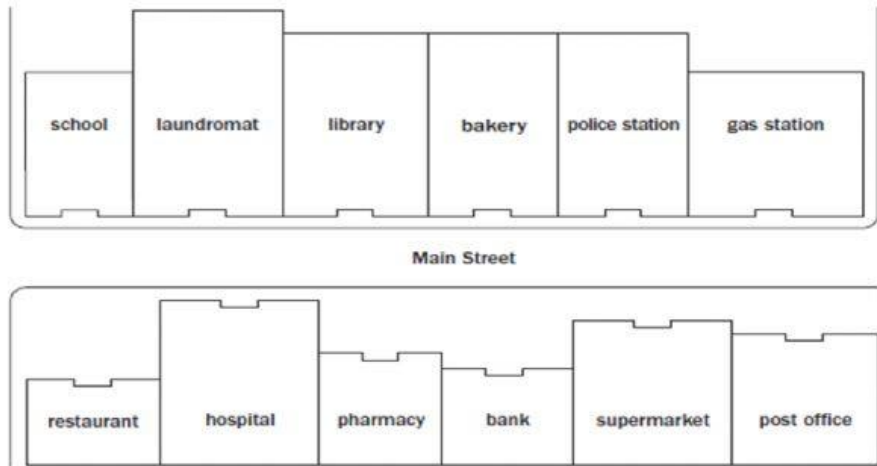 school laundromat library bakery police station gas station
Main Street
restaurant hospital pharmacy bank supermarket post office